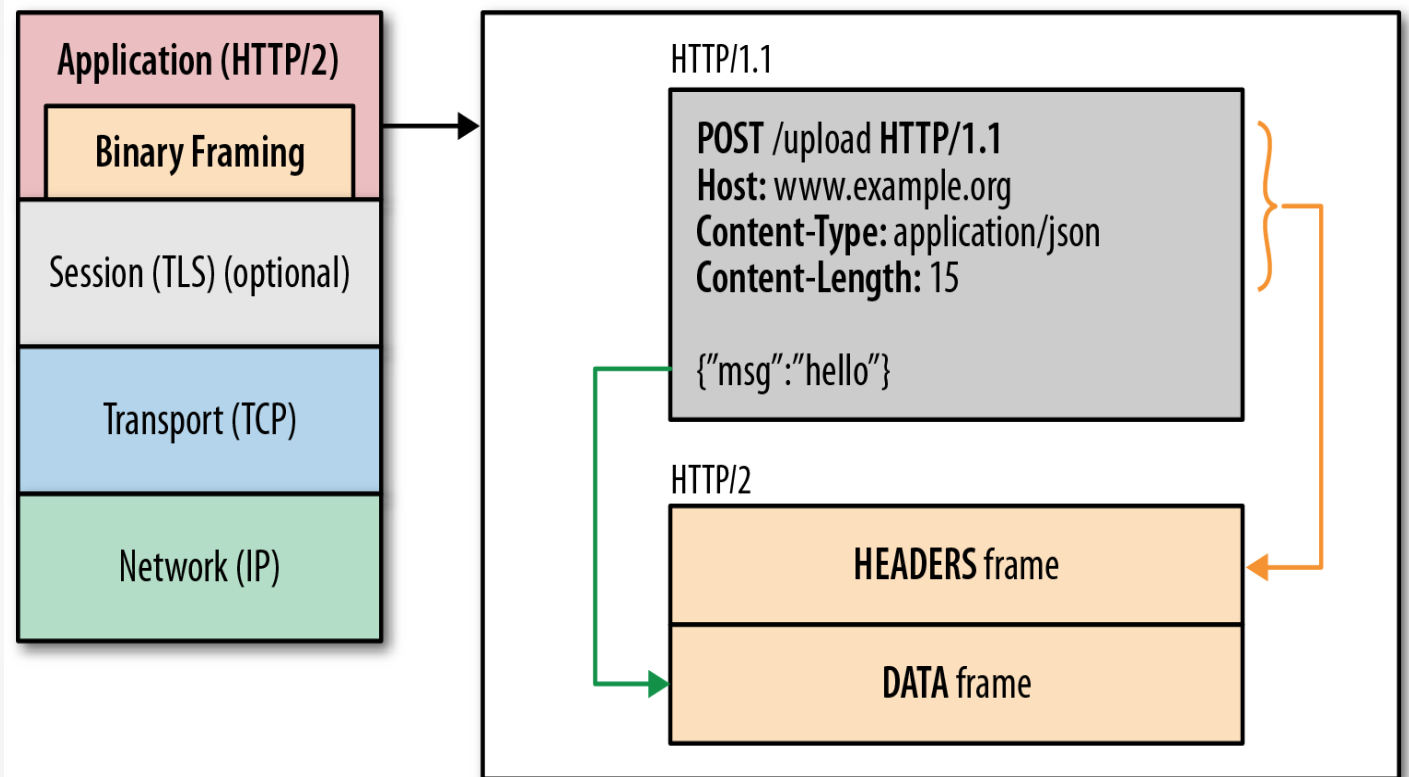 Application (HTTP/2)
Binary Framing
Session (TLS) (optional)
Transport (TCP)
Network (IP)
HTTP/1.1
POST /upload HTTP/1.1
Host: www.example.org
Content-Type: application/json
Content-Length: 15
{”msg”:”hello”}
HTTP/2
HEADERS frame
DATA frame